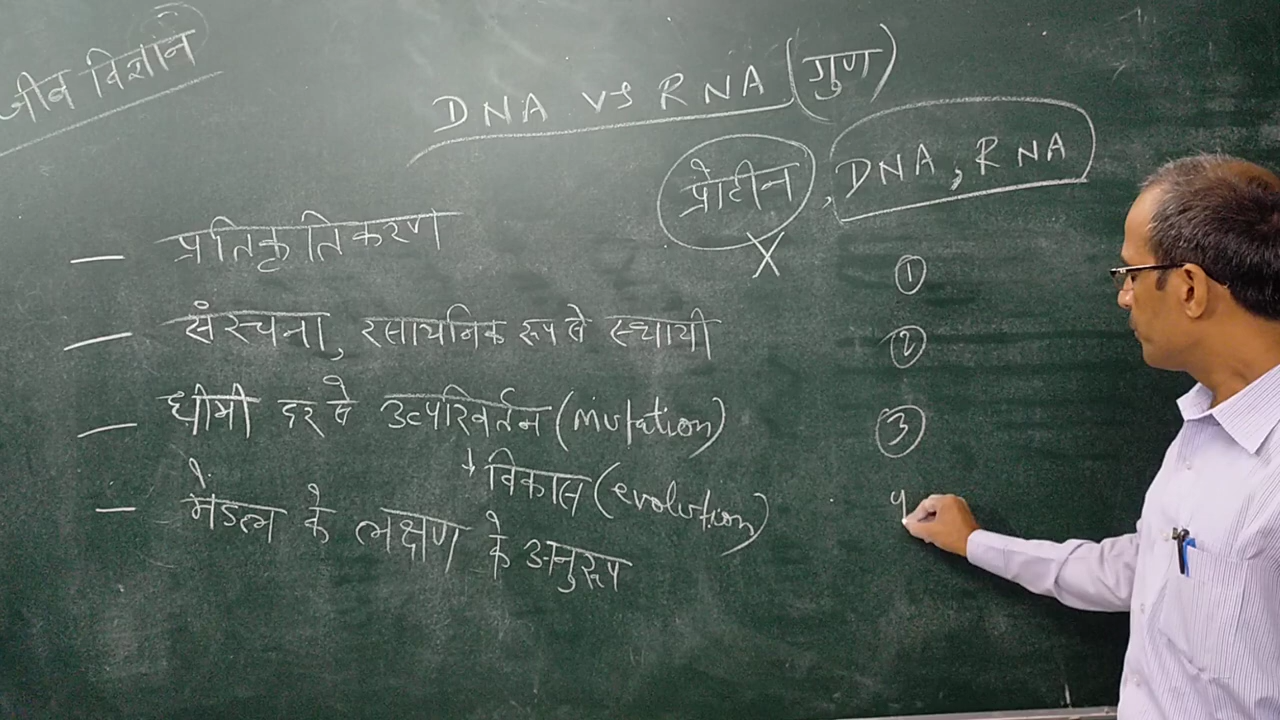 जीव विज्ञान
DNA vs RNA (गुण)
प्रोटीन, DNA, RNA
X
— प्रतिकृतिकरण
①
— संरचना, रसायनिक रूप से स्थायी
②
— धीमी दर से उत्परिवर्तन (mutation)
③
↓ विकास (evolution)
— मेंडल के लक्षण के अनुरूप
4